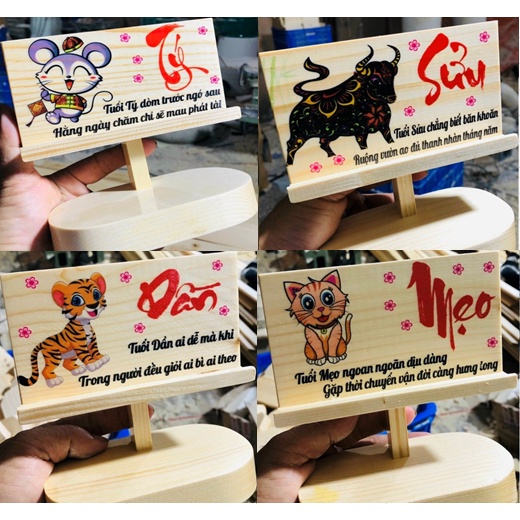 Tý
Tuổi Tý dòm trước ngó sau
Hằng ngày chăm chỉ sẽ mau phát tài
Sửu
Tuổi Sửu chẳng biết băn khoăn
Ruộng vườn ao đủ thanh nhàn tháng năm
Dần
Tuổi Dần ai dễ mà khi
Trong người đều giỏi ai bì ai theo
Mẹo
Tuổi Mẹo ngoan ngoãn dịu dàng
Gặp thời chuyển vận đời càng hưng long